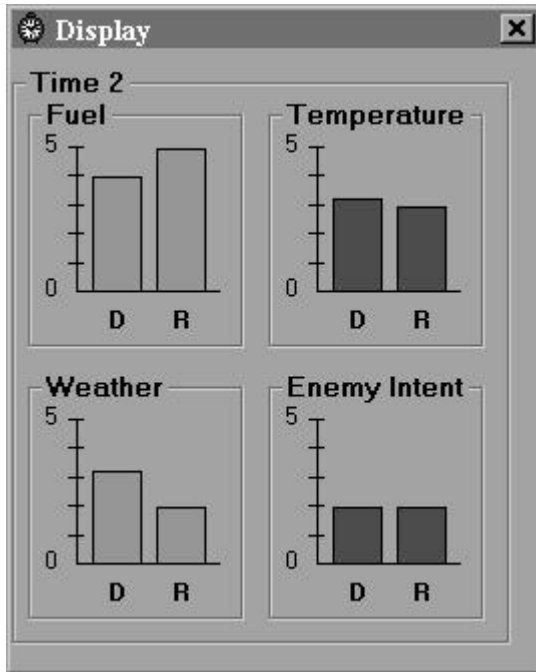 Display
Time 2
Fuel
5
0
D R
Temperature
5
0
D R
Weather
5
0
D R
Enemy Intent
5
0
D R